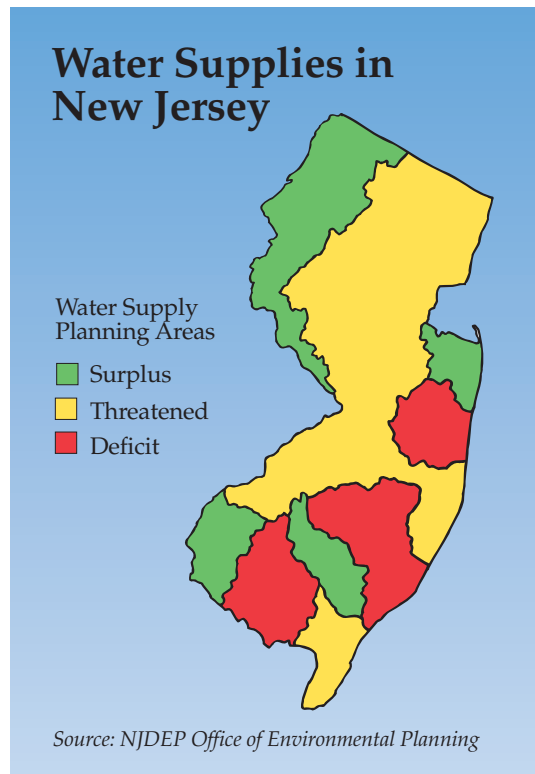 Water Supplies in
New Jersey
Water Supply
Planning Areas
Surplus
Threatened
Deficit
Source: NJDEP Office of Environmental Planning